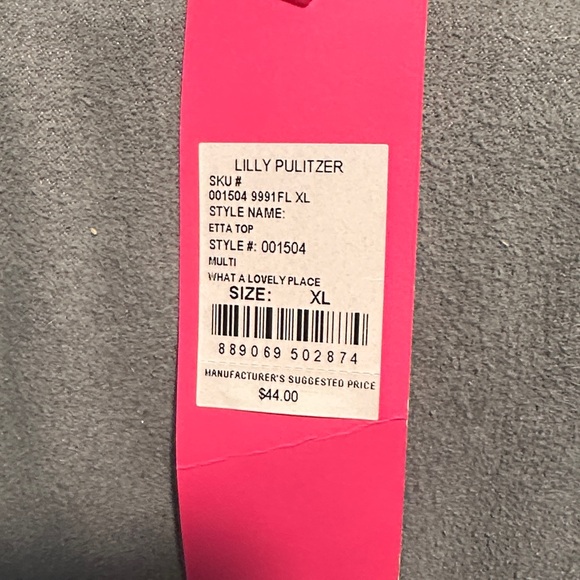 LILLY PULITZER
SKU #
001504 9991FL XL
STYLE NAME:
ETTA TOP
STYLE #: 001504
MULTI
WHAT A LOVELY PLACE
SIZE: XL
889069 502874
MANUFACTURER'S SUGGESTED PRICE
$44.00